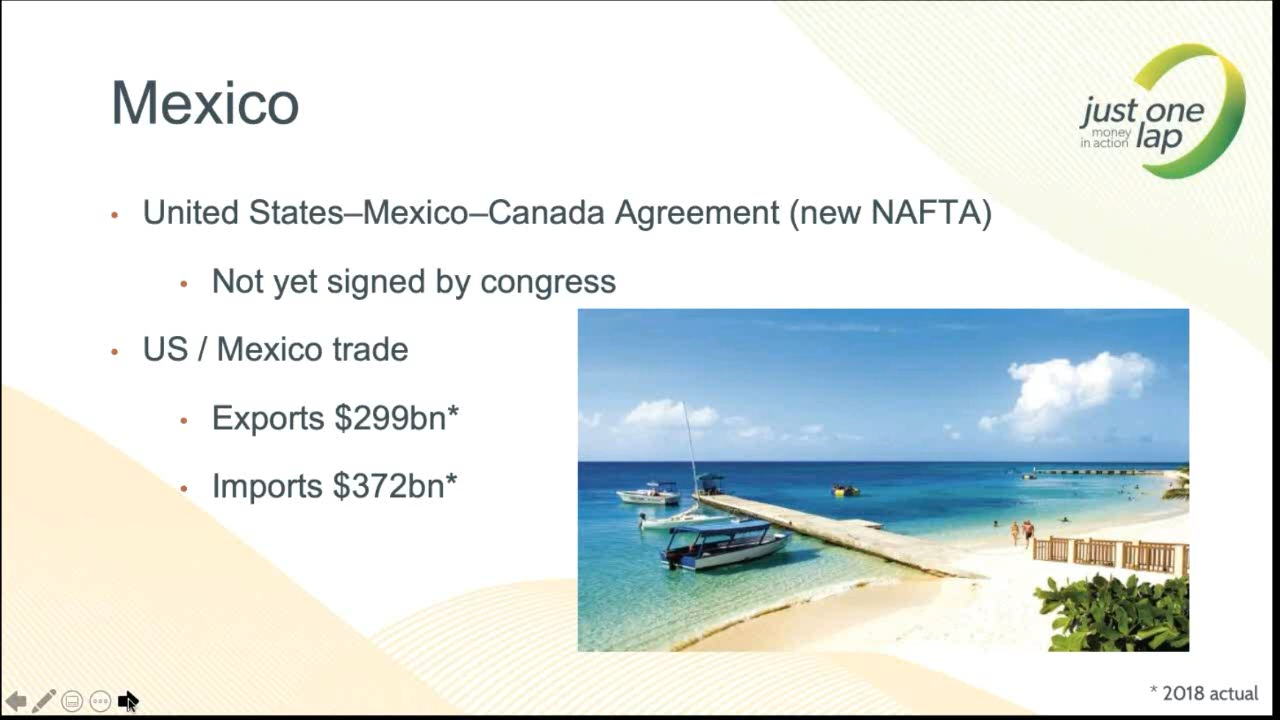 Mexico
just one
money
in action lap
• United States–Mexico–Canada Agreement (new NAFTA)
• Not yet signed by congress
• US / Mexico trade
• Exports $299bn*
• Imports $372bn*
* 2018 actual